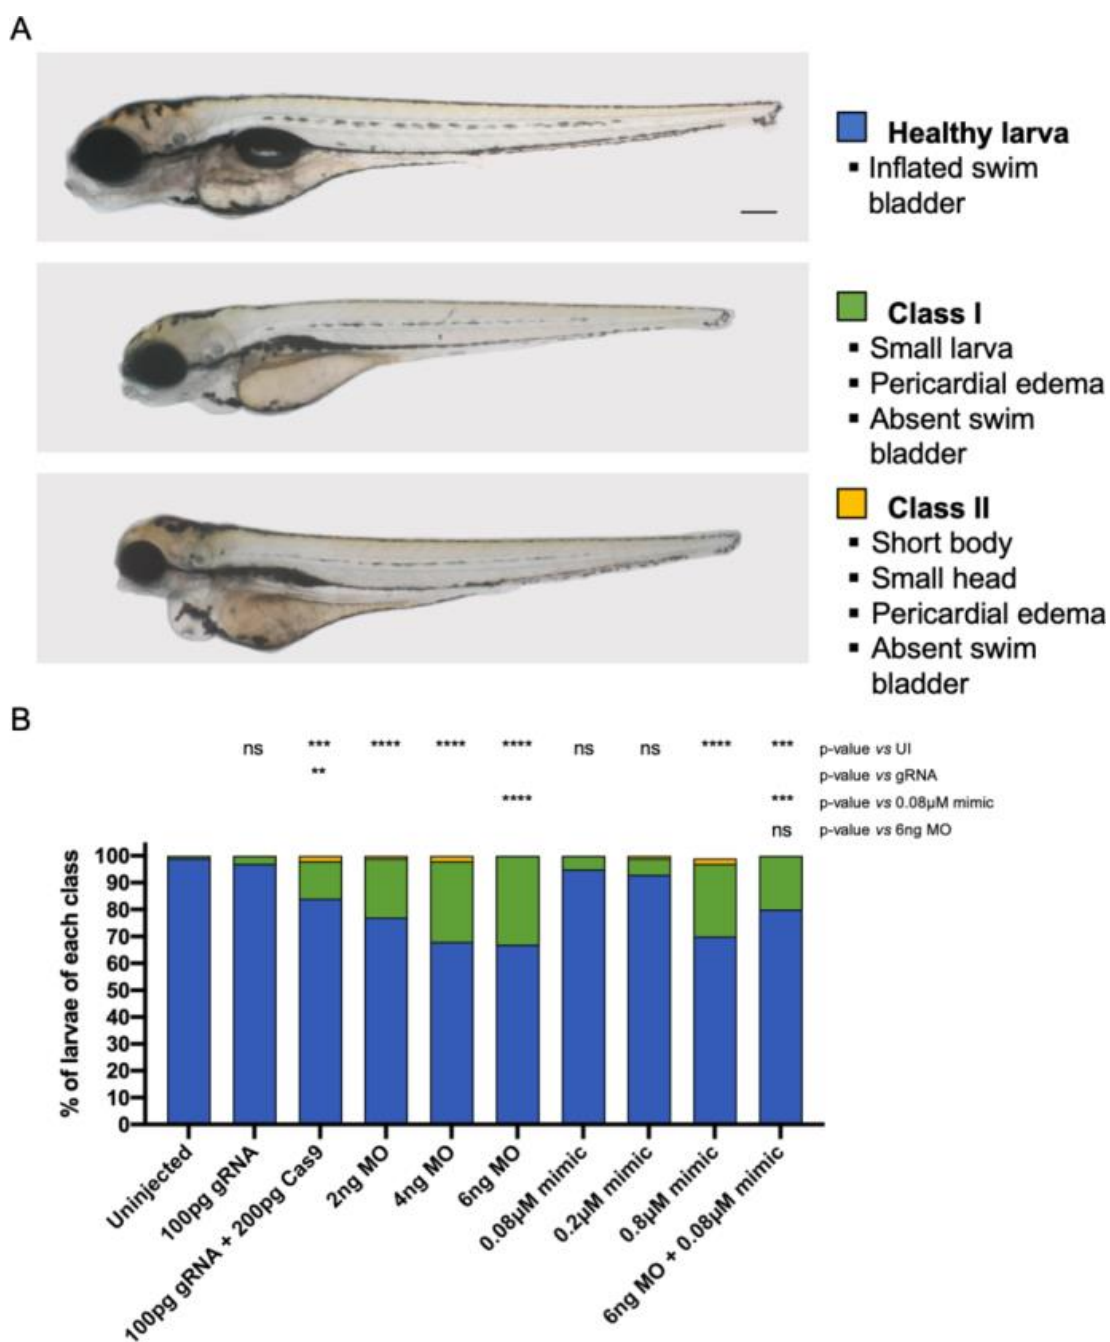 A
Healthy larva
▪ Inflated swim
bladder
Class I
▪ Small larva
▪ Pericardial edema
▪ Absent swim
bladder
Class II
▪ Short body
▪ Small head
▪ Pericardial edema
▪ Absent swim
bladder
B
ns *** **** **** **** ns ns **** *** p-value vs UI
** p-value vs gRNA
**** *** p-value vs 0.08µM mimic
ns p-value vs 6ng MO
% of larvae of each class
100
90
80
70
60
50
40
30
20
10
0
Uninjected
100pg gRNA
100pg gRNA + 200pg Cas9
2ng MO
4ng MO
6ng MO
0.08µM mimic
0.2µM mimic
0.8µM mimic
6ng MO + 0.08µM mimic